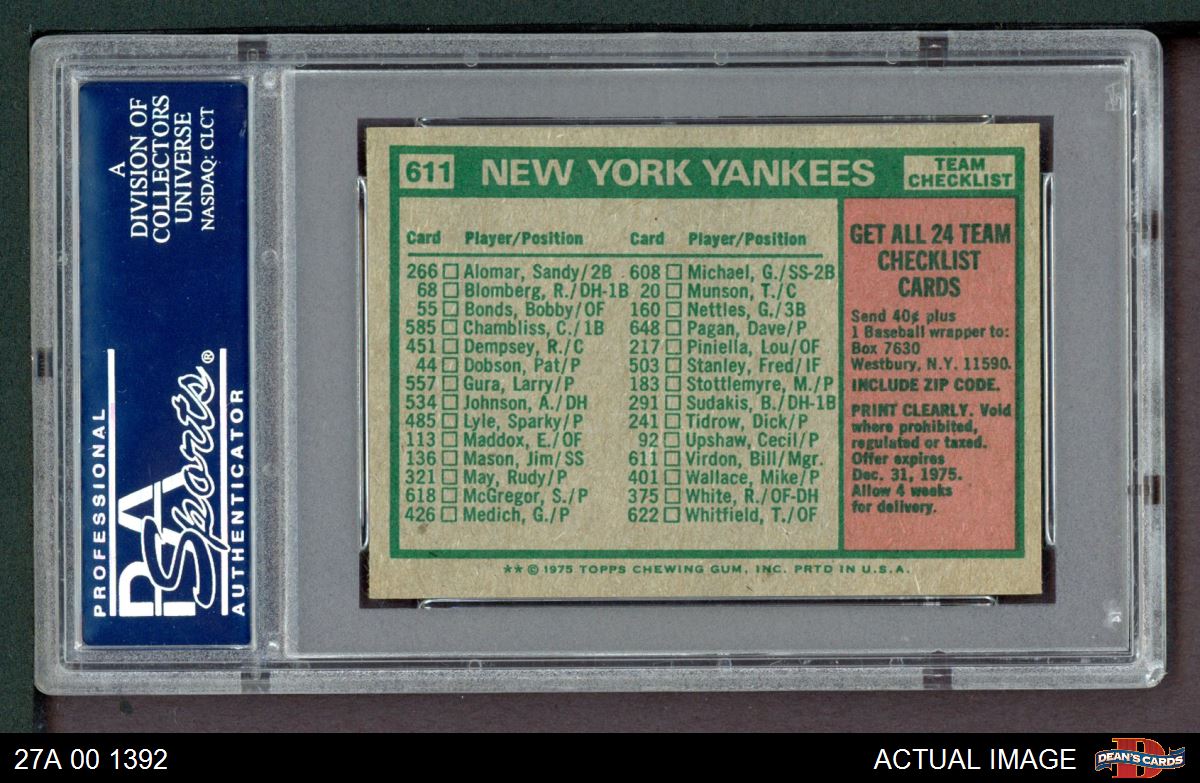 A
DIVISION OF
COLLECTORS
UNIVERSE
NASDAQ: CLCT
PROFESSIONAL
PSA
Sports®
AUTHENTICATOR
611 NEW YORK YANKEES TEAM CHECKLIST
Card Player/Position Card Player/Position
266 Alomar, Sandy/2B 608 Michael, G./SS-2B
68 Blomberg, R./DH-1B 20 Munson, T./C
55 Bonds, Bobby/OF 160 Nettles, G./3B
585 Chambliss, C./1B 648 Pagan, Dave/P
451 Dempsey, R./C 217 Piniella, Lou/OF
44 Dobson, Pat/P 503 Stanley, Fred/IF
557 Gura, Larry/P 183 Stottlemyre, M./P
534 Johnson, A./DH 291 Sudakis, B./DH-1B
485 Lyle, Sparky/P 241 Tidrow, Dick/P
113 Maddox, E./OF 92 Upshaw, Cecil/P
136 Mason, Jim/SS 611 Virdon, Bill/Mgr.
321 May, Rudy/P 401 Wallace, Mike/P
618 McGregor, S./P 375 White, R./OF-DH
426 Medich, G./P 622 Whitfield, T./OF
GET ALL 24 TEAM
CHECKLIST
CARDS
Send 40¢ plus
1 Baseball wrapper to:
Box 7630
Westbury, N.Y. 11590.
INCLUDE ZIP CODE.
PRINT CLEARLY. Void
where prohibited,
regulated or taxed.
Offer expires
Dec. 31, 1975.
Allow 4 weeks
for delivery.
** © 1975 TOPPS CHEWING GUM, INC. PRTD IN U.S.A.
27A 00 1392
ACTUAL IMAGE
D
DEAN'S CARDS